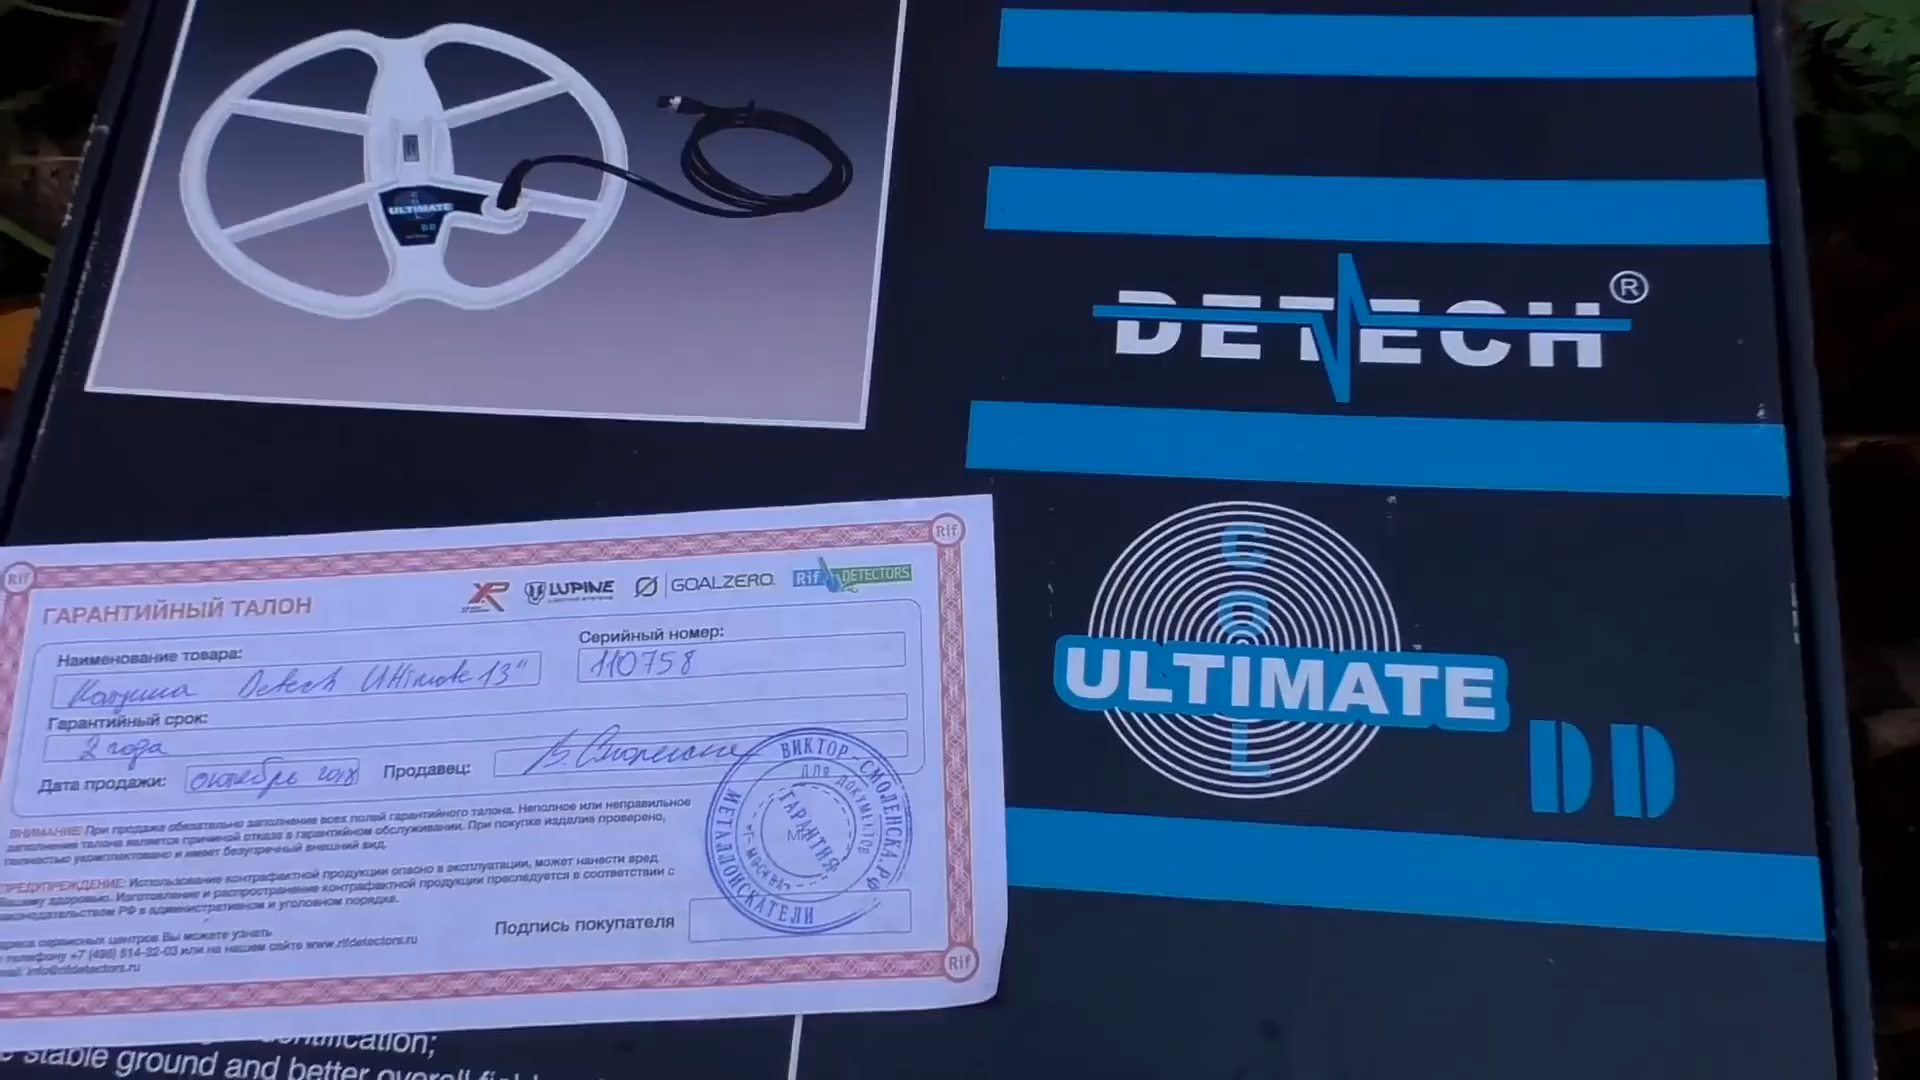 ULTIMATE
DD
DETECH®
COIL
ULTIMATE
DD
Rif
Rif
ГАРАНТИЙНЫЙ ТАЛОН
XP
LUPINE
LIGHTING SYSTEMS
GOALZERO
Rif DETECTORS
Наименование товара:
Катушка Detech Ultimate 13"
Серийный номер:
110758
Гарантийный срок:
2 года
Дата продажи: октябрь 2018 Продавец:
ВНИМАНИЕ: При продаже обязательно заполнение всех полей гарантийного талона. Неполное или неправильное
заполнение талона является причиной отказа в гарантийном обслуживании. При покупке изделие проверено,
полностью укомплектовано и имеет безупречный внешний вид.
ПРЕДУПРЕЖДЕНИЕ: Использование контрафактной продукции опасно в эксплуатации, может нанести вред
Вашему здоровью. Изготовление и распространение контрафактной продукции преследуется в соответствии с
законодательством РФ в административном и уголовном порядке.
адреса сервисных центров Вы можете узнать
телефону +7 (495) 514-32-03 или на нашем сайте www.rifdetectors.ru
info@rifdetectors.ru
Подпись покупателя
ВИКТОР-СМОЛЕНСКА.РФ
МЕТАЛЛОИСКАТЕЛИ
ДЛЯ ДОКУМЕНТОВ
Г. МОСКВА
ГАРАНТИЯ
Rif
stable ground and better overall